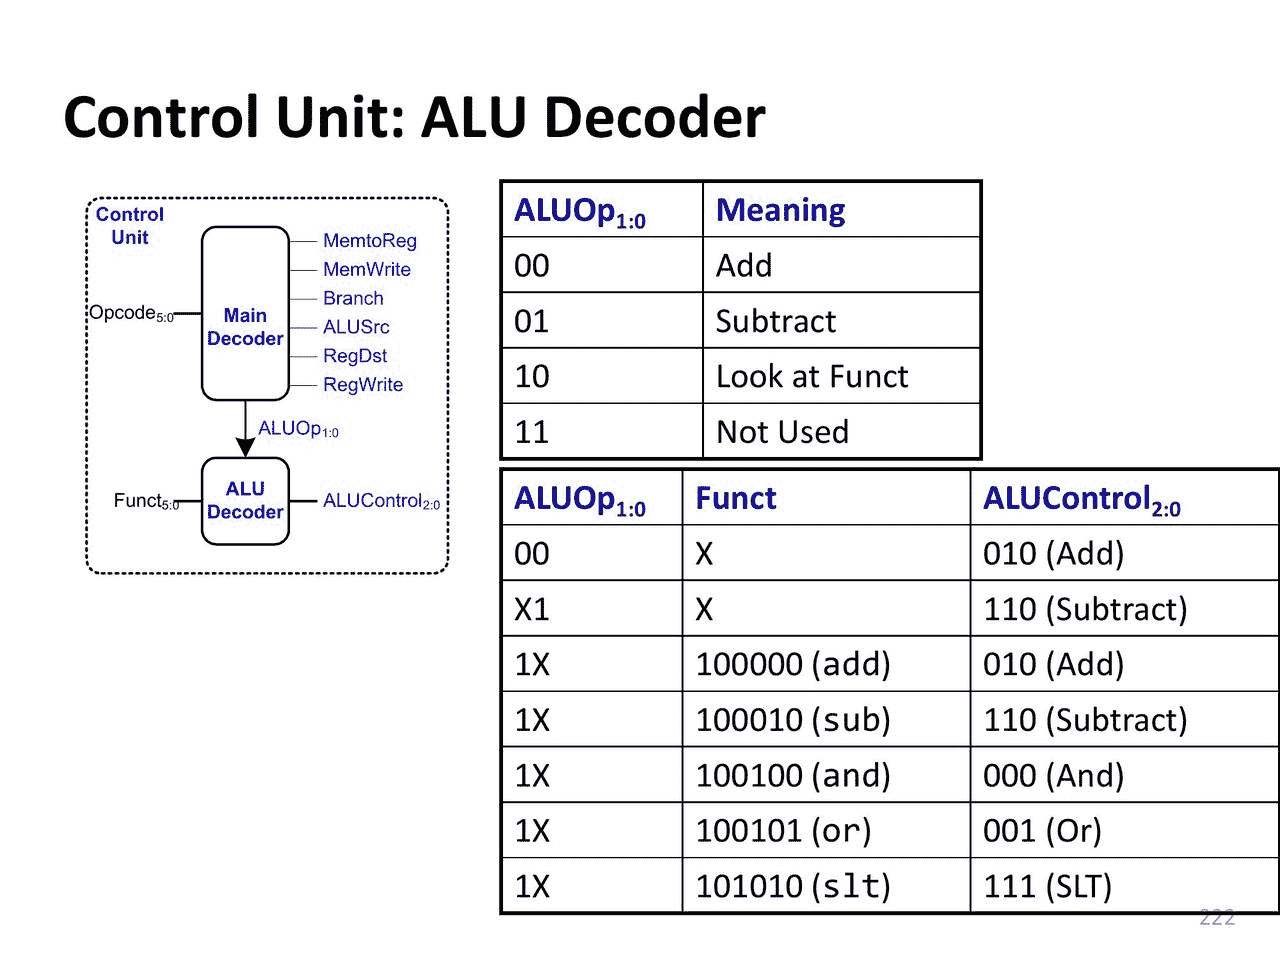 Control Unit: ALU Decoder
Control
Unit
MemtoReg
MemWrite
Branch
ALUSrc
RegDst
RegWrite
Opcode5:0
Main
Decoder
ALUOp1:0
Funct5:0
ALU
Decoder
ALUControl2:0
ALUOp1:0 Meaning
00 Add
01 Subtract
10 Look at Funct
11 Not Used
ALUOp1:0 Funct ALUControl2:0
00 X 010 (Add)
X1 X 110 (Subtract)
1X 100000 (add) 010 (Add)
1X 100010 (sub) 110 (Subtract)
1X 100100 (and) 000 (And)
1X 100101 (or) 001 (Or)
1X 101010 (slt) 111 (SLT)
222